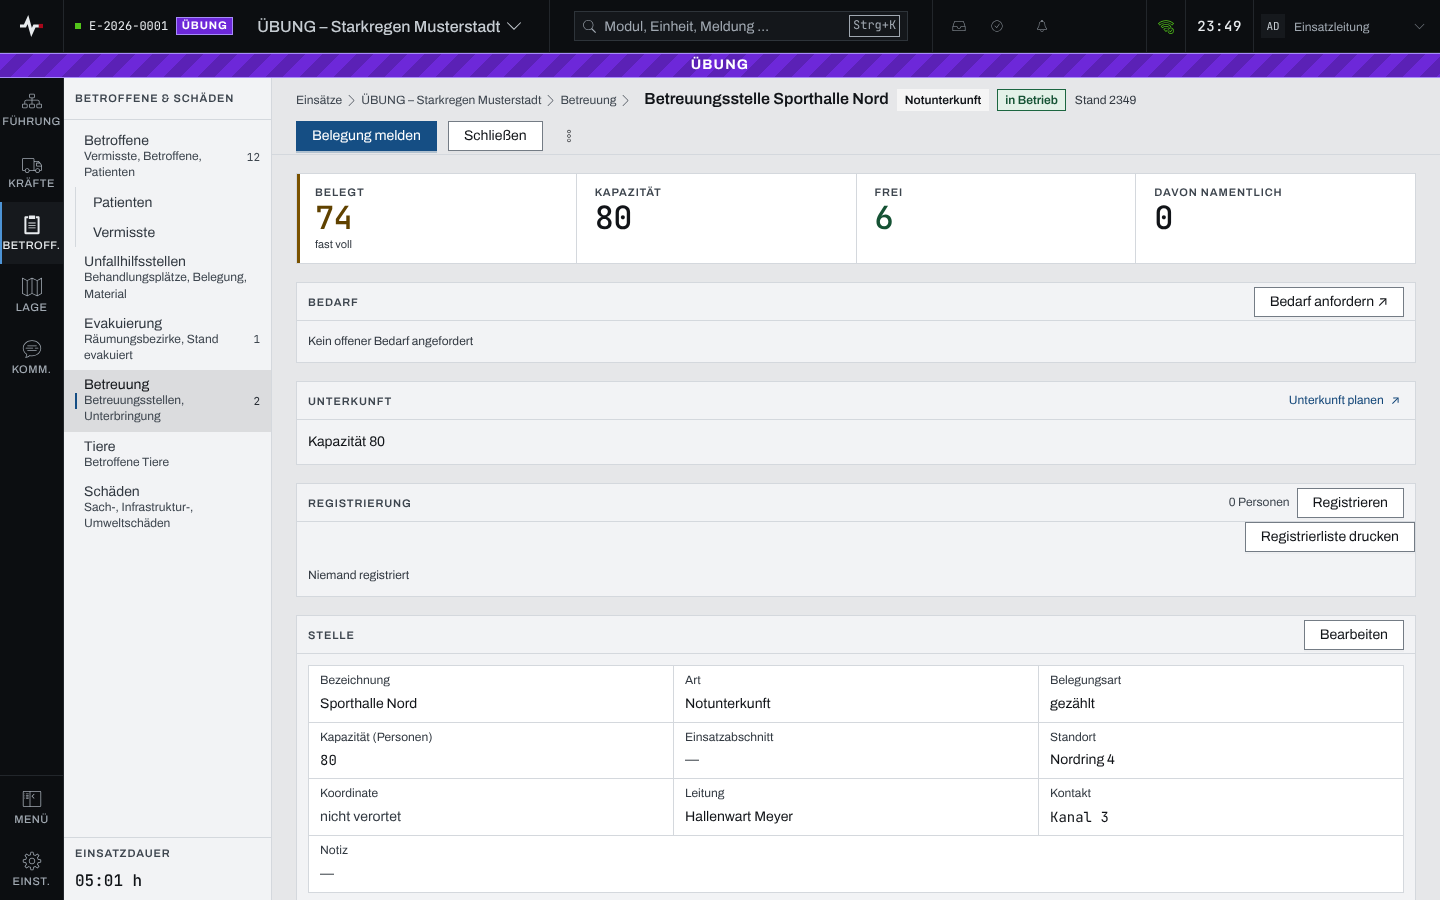 E-2026-0001 ÜBUNG ÜBUNG – Starkregen Musterstadt Modul, Einheit, Meldung ... Strg+K 23:49 AD Einsatzleitung
ÜBUNG
FÜHRUNG
KRÄFTE
BETROFF.
LAGE
KOMM.
MENÜ
EINST.
BETROFFENE & SCHÄDEN
Betroffene
Vermisste, Betroffene, 12
Patienten
Patienten
Vermisste
Unfallhilfsstellen
Behandlungsplätze, Belegung,
Material
Evakuierung
Räumungsbezirke, Stand 1
evakuiert
Betreuung
Betreuungsstellen, 2
Unterbringung
Tiere
Betroffene Tiere
Schäden
Sach-, Infrastruktur-,
Umweltschäden
EINSATZDAUER
05:01 h
Einsätze ÜBUNG – Starkregen Musterstadt Betreuung Betreuungsstelle Sporthalle Nord Notunterkunft in Betrieb Stand 2349
Belegung melden Schließen
BELEGT KAPAZITÄT FREI DAVON NAMENTLICH
74 80 6 0
fast voll
BEDARF Bedarf anfordern
Kein offener Bedarf angefordert
UNTERKUNFT Unterkunft planen
Kapazität 80
REGISTRIERUNG 0 Personen Registrieren
Registrierliste drucken
Niemand registriert
STELLE Bearbeiten
Bezeichnung Art Belegungsart
Sporthalle Nord Notunterkunft gezählt
Kapazität (Personen) Einsatzabschnitt Standort
80 — Nordring 4
Koordinate Leitung Kontakt
nicht verortet Hallenwart Meyer Kanal 3
Notiz
—